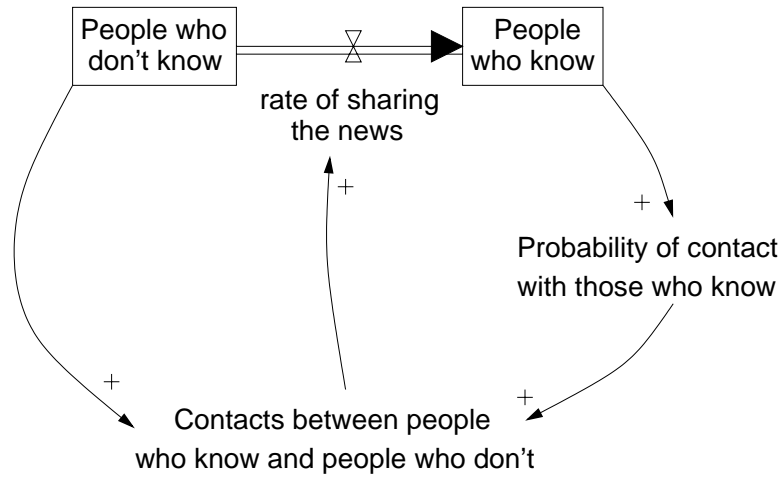 People who
don't know
People
who know
rate of sharing
the news
+
+
Probability of contact
with those who know
+
+
Contacts between people
who know and people who don't